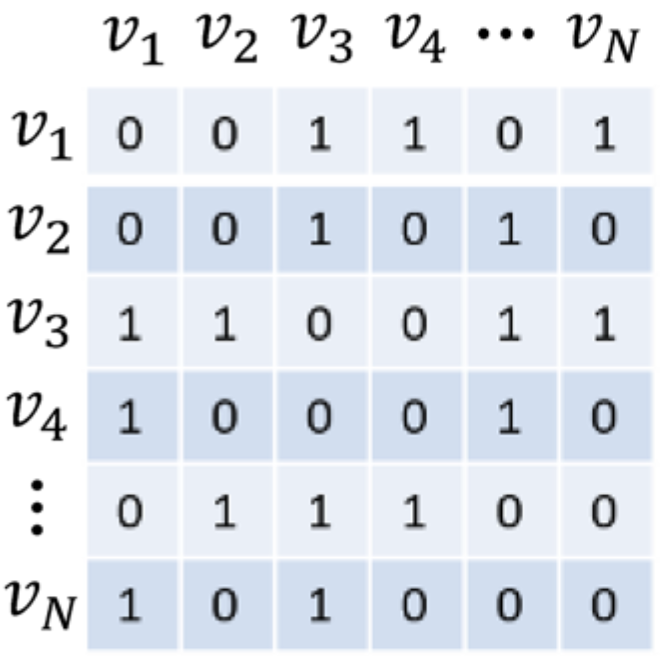 v₁ v₂ v₃ v₄ ⋯ v_N
v₁ 0 0 1 1 0 1
v₂ 0 0 1 0 1 0
v₃ 1 1 0 0 1 1
v₄ 1 0 0 0 1 0
⋮ 0 1 1 1 0 0
v_N 1 0 1 0 0 0